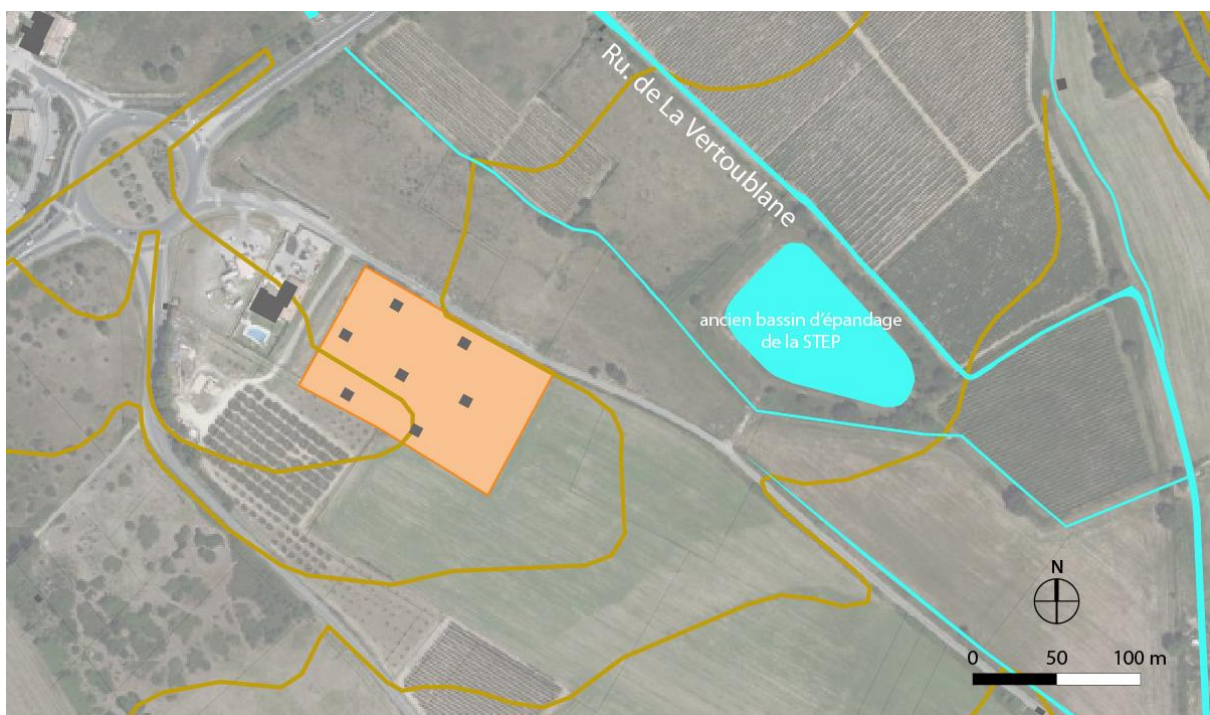 Ru. de La Vertoublane
ancien bassin d'épandage
de la STEP
N
0 50 100 m